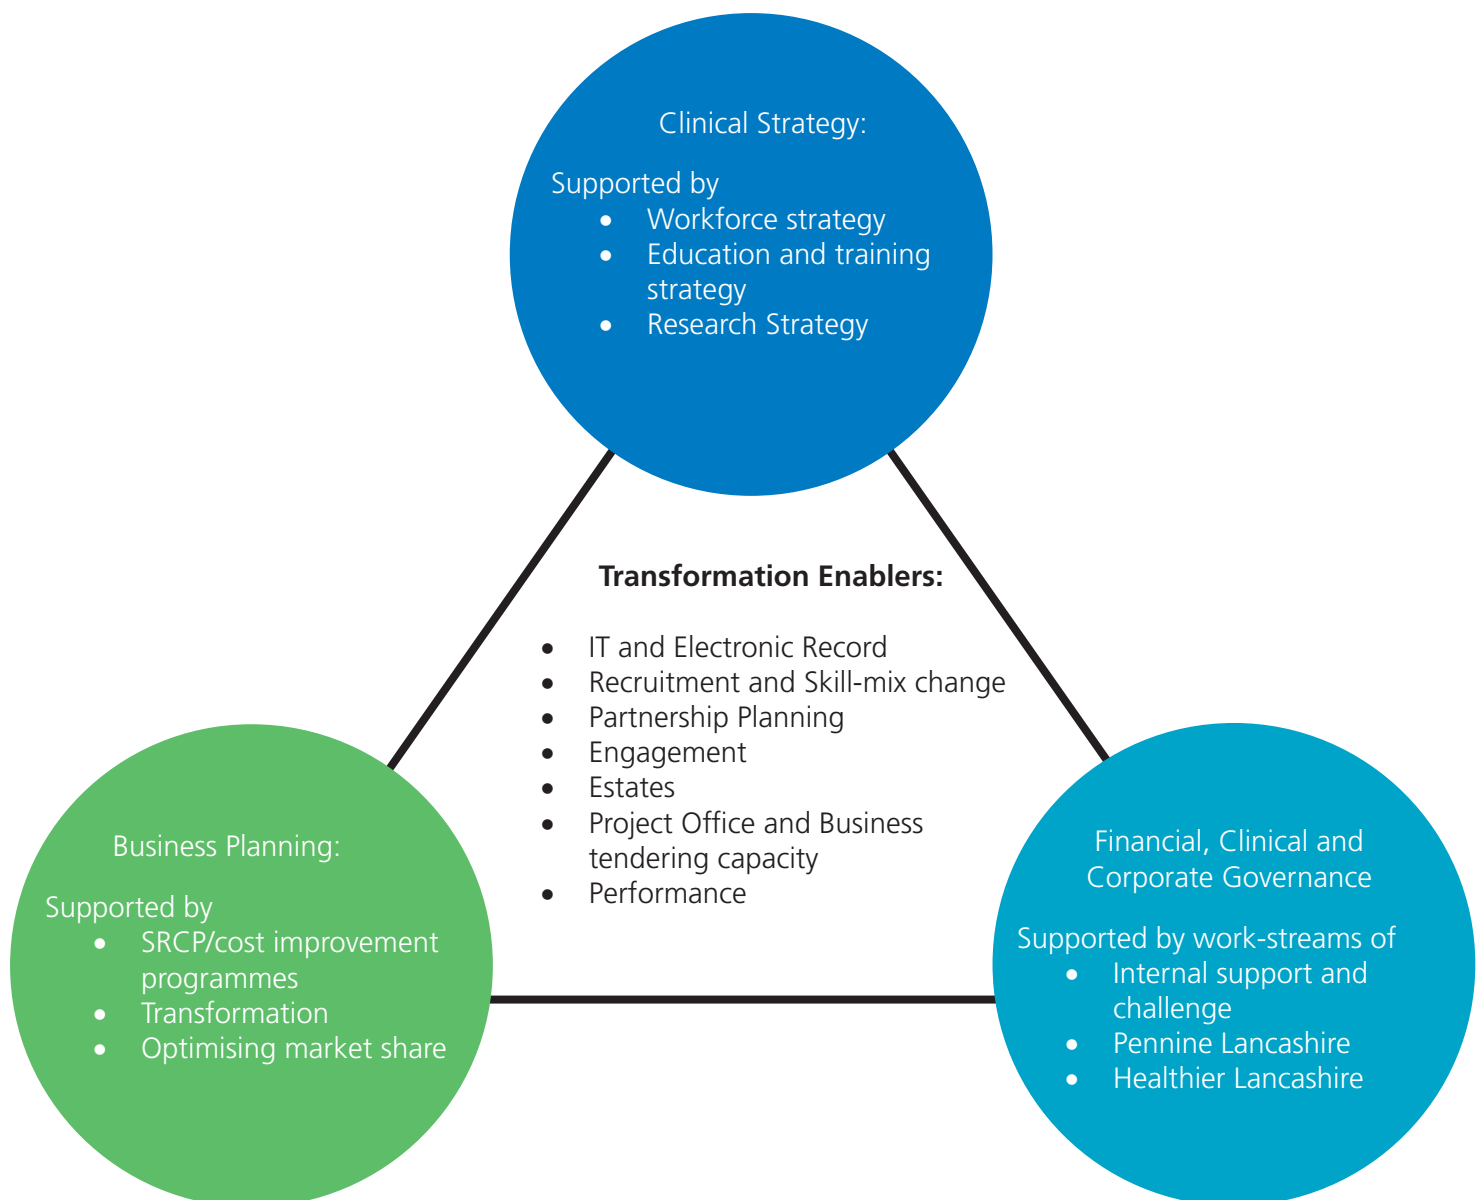 Clinical Strategy:
Supported by
• Workforce strategy
• Education and training
strategy
• Research Strategy
Transformation Enablers:
• IT and Electronic Record
• Recruitment and Skill-mix change
• Partnership Planning
• Engagement
• Estates
• Project Office and Business
tendering capacity
• Performance
Business Planning:
Supported by
• SRCP/cost improvement
programmes
• Transformation
• Optimising market share
Financial, Clinical and
Corporate Governance
Supported by work-streams of
• Internal support and
challenge
• Pennine Lancashire
• Healthier Lancashire